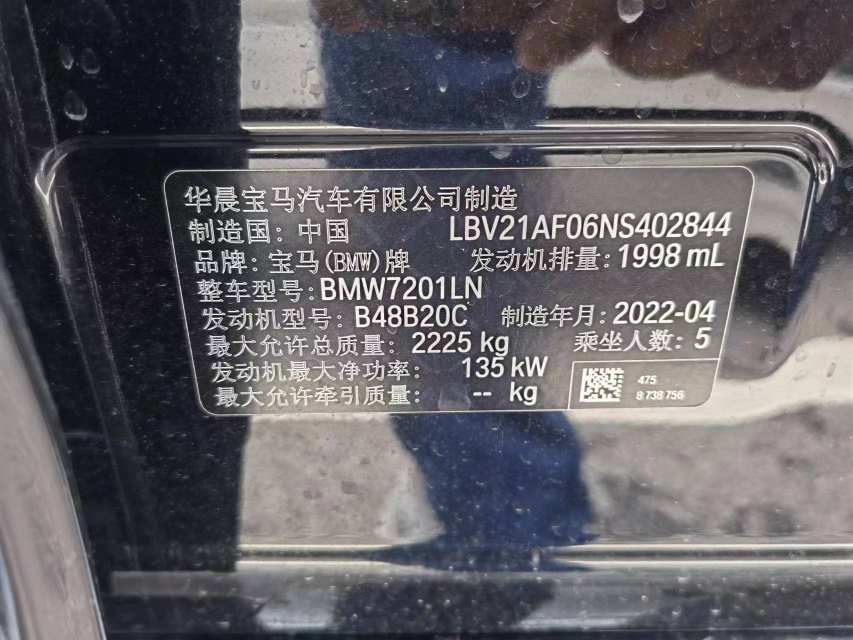 华晨宝马汽车有限公司制造
制造国：中国 LBV21AF06NS402844
品牌：宝马(BMW)牌 发动机排量：1998 mL
整车型号：BMW7201LN
发动机型号：B48B20C 制造年月：2022-04
最大允许总质量：2225 kg 乘坐人数：5
发动机最大净功率：135 kW
最大允许牵引质量：-- kg
475
8 738 756